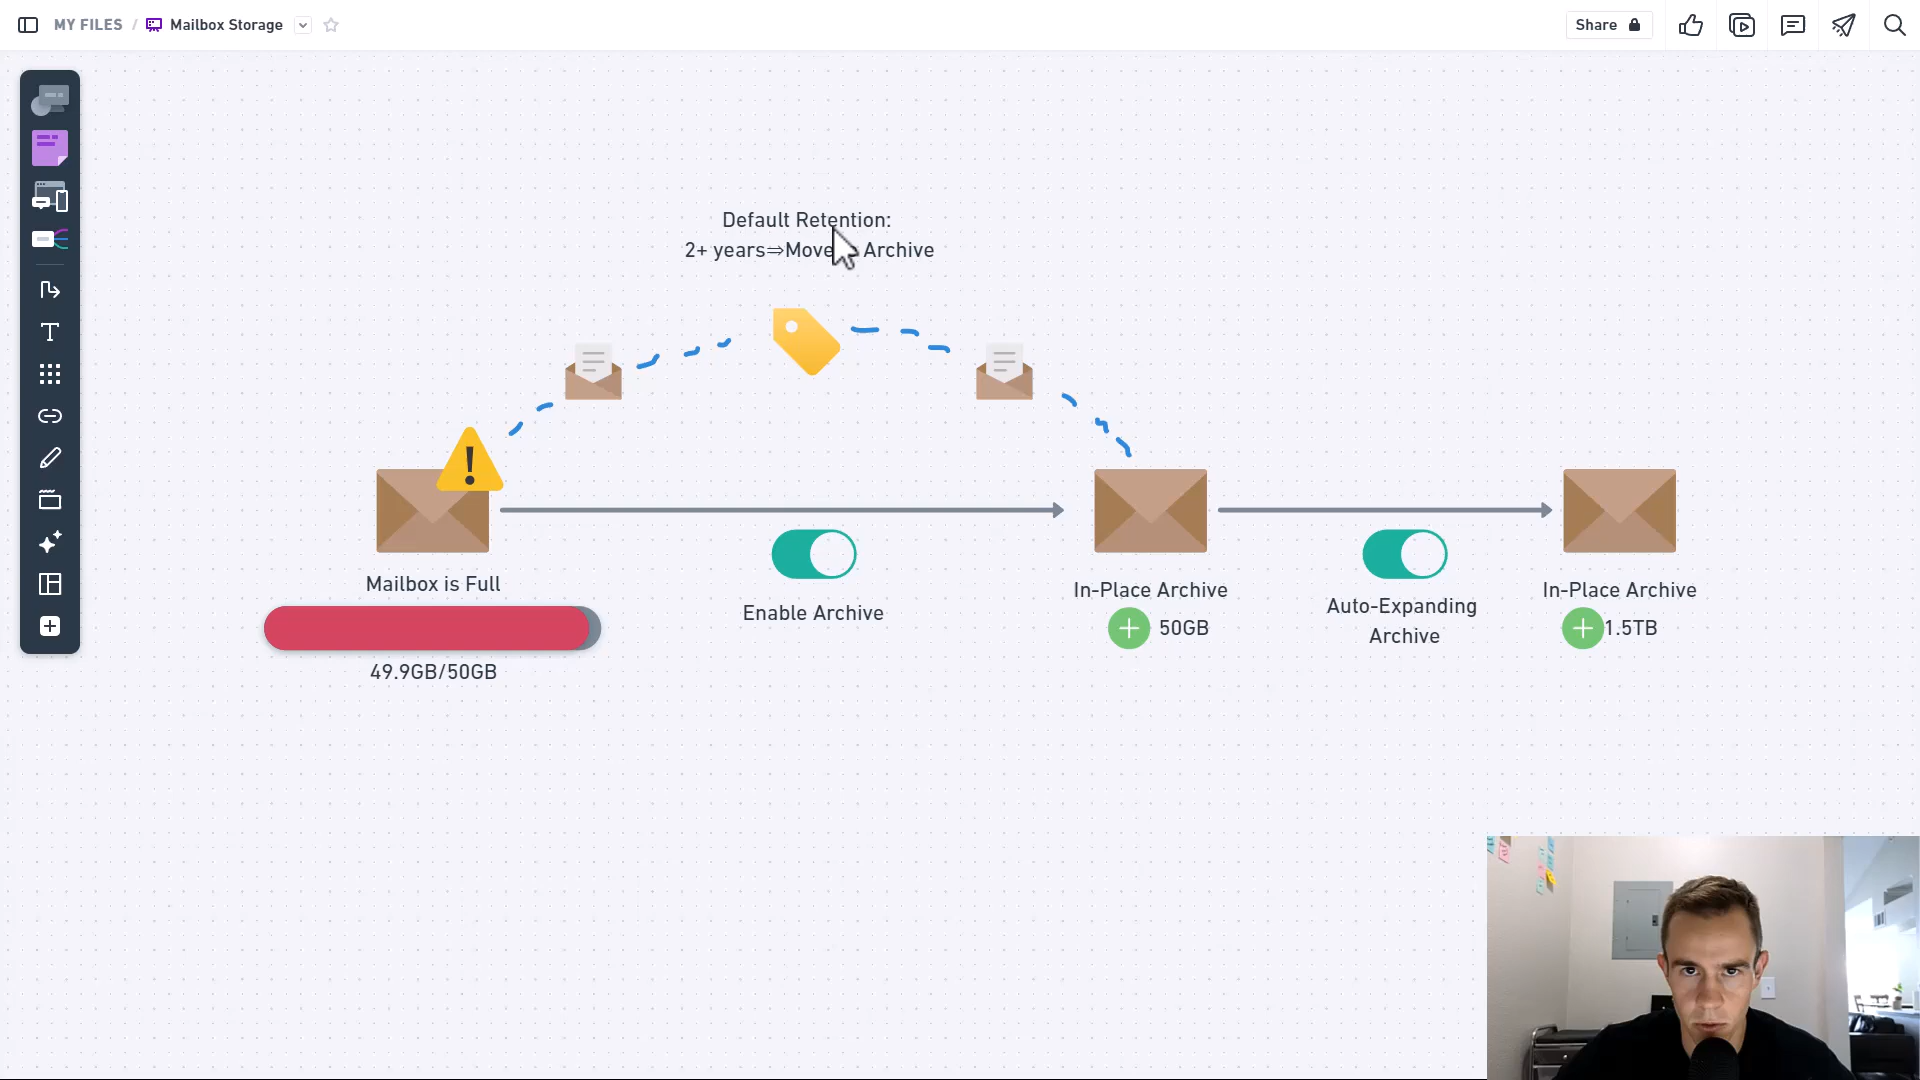 MY FILES / Mailbox Storage
Share
Default Retention:
2+ years⇒Move Archive
Mailbox is Full
49.9GB/50GB
Enable Archive
In-Place Archive
50GB
Auto-Expanding
Archive
In-Place Archive
1.5TB